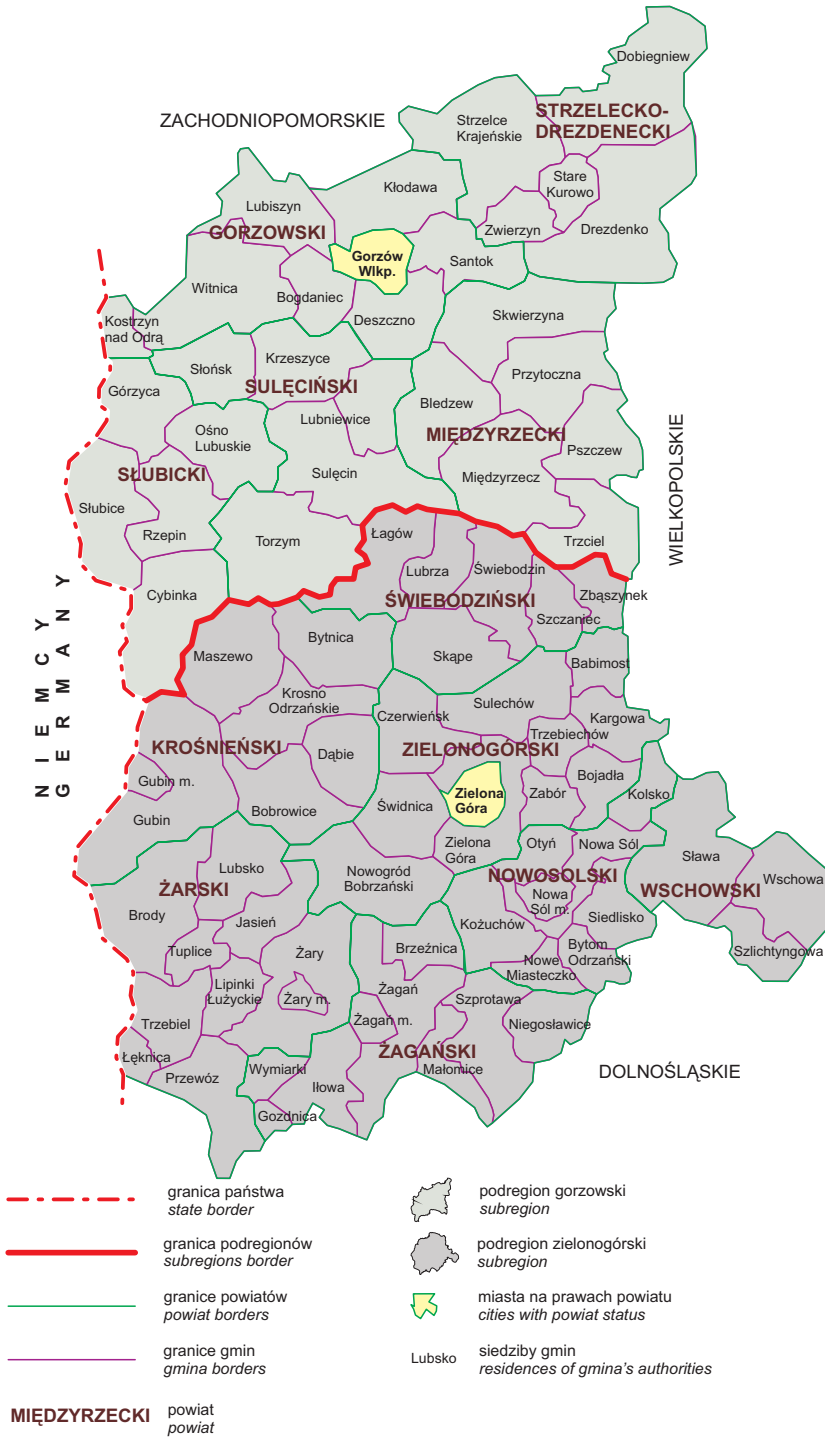 Dobiegniew
ZACHODNIOPOMORSKIE
Strzelce
Krajeńskie
STRZELECKO-
DREZDENECKI
Stare
Kurowo
Kłodawa
Lubiszyn
GORZOWSKI
Zwierzyn
Drezdenko
Gorzów
Wlkp.
Santok
Witnica
Bogdaniec
Deszczno
Skwierzyna
Kostrzyn
nad Odrą
Słońsk
Krzeszyce
SULĘCIŃSKI
Przytoczna
Górzyca
Bledzew
Lubniewice
Ośno
Lubuskie
MIĘDZYRZECKI
Pszczew
SŁUBICKI
Sulęcin
Międzyrzecz
WIELKOPOLSKIE
Słubice
Rzepin
Torzym
Łagów
Trzciel
Lubrza
Świebodzin
Cybinka
ŚWIEBODZIŃSKI
Zbąszynek
Szczaniec
NIEMCY
GERMANY
Bytnica
Maszewo
Skąpe
Babimost
Krosno
Odrzańskie
Sulechów
Czerwieńsk
Kargowa
Trzebiechów
KROŚNIEŃSKI
Dąbie
ZIELONOGÓRSKI
Bojadła
Gubin m.
Zielona
Góra
Zabór
Kolsko
Bobrowice
Świdnica
Gubin
Zielona
Góra
Otyń
Nowa Sól
Sława
Lubsko
Nowogród
Bobrzański
NOWOSOLSKI
Wschowa
ŻARSKI
WSCHOWSKI
Brody
Nowa
Sól m.
Siedlisko
Jasień
Kożuchów
Tuplice
Żary
Brzeźnica
Bytom
Odrzański
Szlichtyngowa
Nowe
Miasteczko
Lipinki
Łużyckie
Żary m.
Żagań
Szprotawa
Trzebiel
Żagań m.
Niegosławice
Łęknica
ŻAGAŃSKI
Przewóz
Wymiarki
Małomice
DOLNOŚLĄSKIE
Iłowa
Gozdnica
granica państwa
state border
granica podregionów
subregions border
granice powiatów
powiat borders
granice gmin
gmina borders
MIĘDZYRZECKI
powiat
powiat
podregion gorzowski
subregion
podregion zielonogórski
subregion
miasta na prawach powiatu
cities with powiat status
Lubsko
siedziby gmin
residences of gmina's authorities